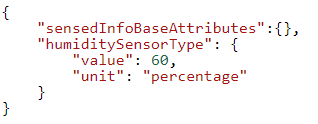 {
    "sensedInfoBaseAttributes":{},
    "humiditySensorType": {
        "value": 60,
        "unit": "percentage"
    }
}